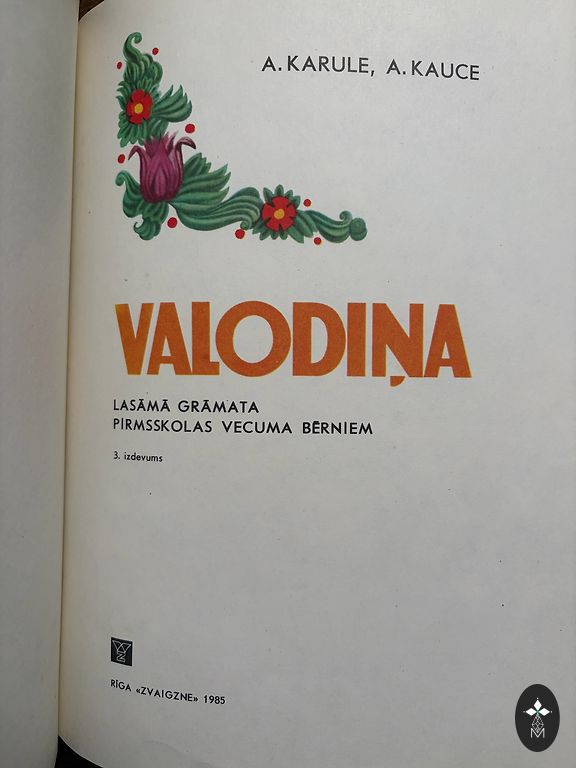 A. KARULE, A. KAUCE
VALODIŅA
LASĀMĀ GRĀMATA
PIRMSSKOLAS VECUMA BĒRNIEM
3. izdevums
RĪGA «ZVAIGZNE» 1985
M